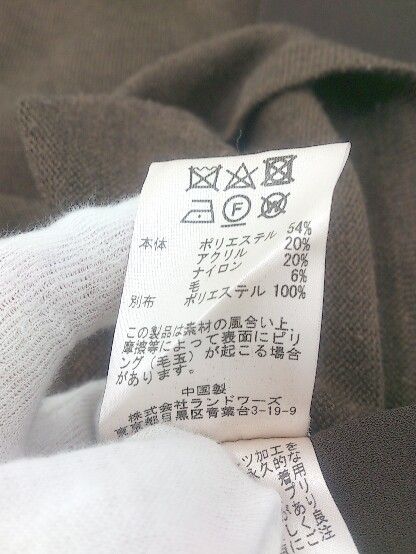 F
W
54%
本体 ポリエステル 20%
アクリル 20%
ナイロン 6%
毛
別布 ポリエステル 100%
この製品は素材の風合い上、
摩擦等によって表面にピリ
ング(毛玉)が起こる場合
があります。
中国製
株式会社ランドワーズ
東京都目黒区青葉台3-19-9